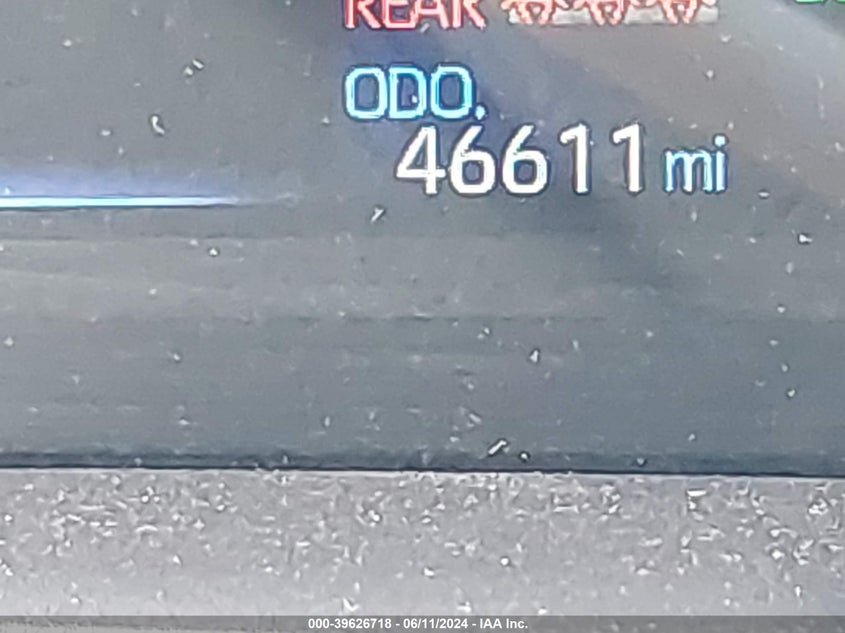 REAR
ODO.
46611 mi
000-39626718 - 06/11/2024 - IAA Inc.